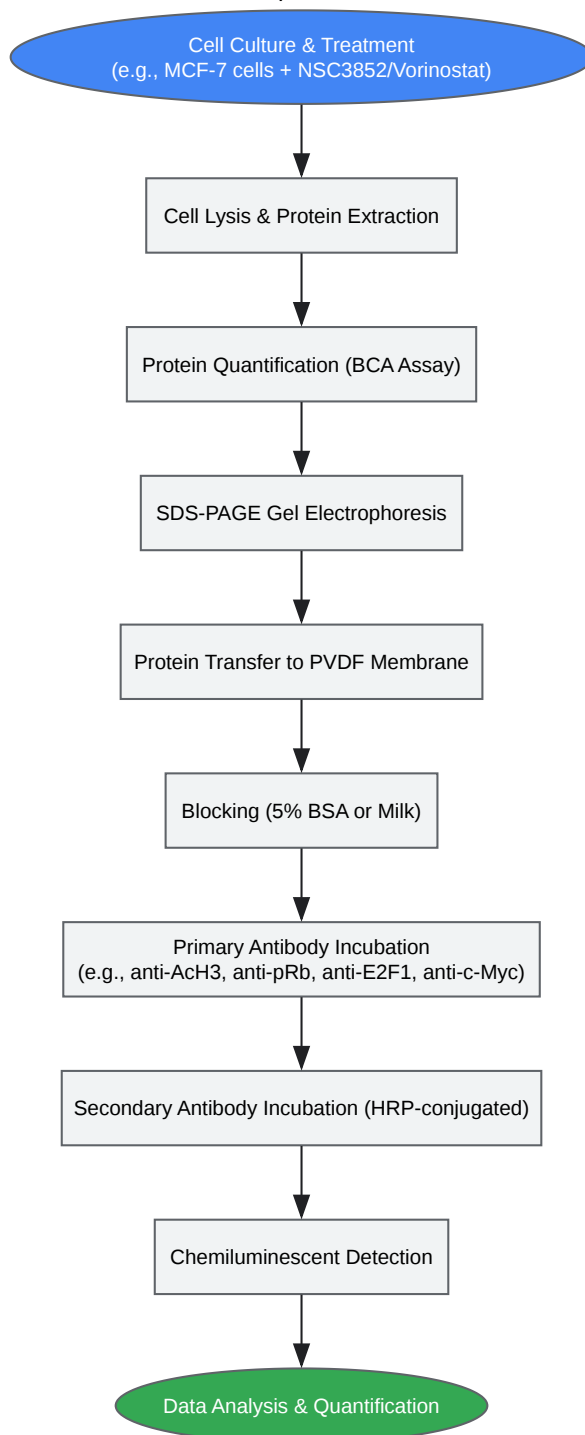 Cell Culture & Treatment
(e.g., MCF-7 cells + NSC3852/Vorinostat)
Cell Lysis & Protein Extraction
Protein Quantification (BCA Assay)
SDS-PAGE Gel Electrophoresis
Protein Transfer to PVDF Membrane
Blocking (5% BSA or Milk)
Primary Antibody Incubation
(e.g., anti-AcH3, anti-pRb, anti-E2F1, anti-c-Myc)
Secondary Antibody Incubation (HRP-conjugated)
Chemiluminescent Detection
Data Analysis & Quantification